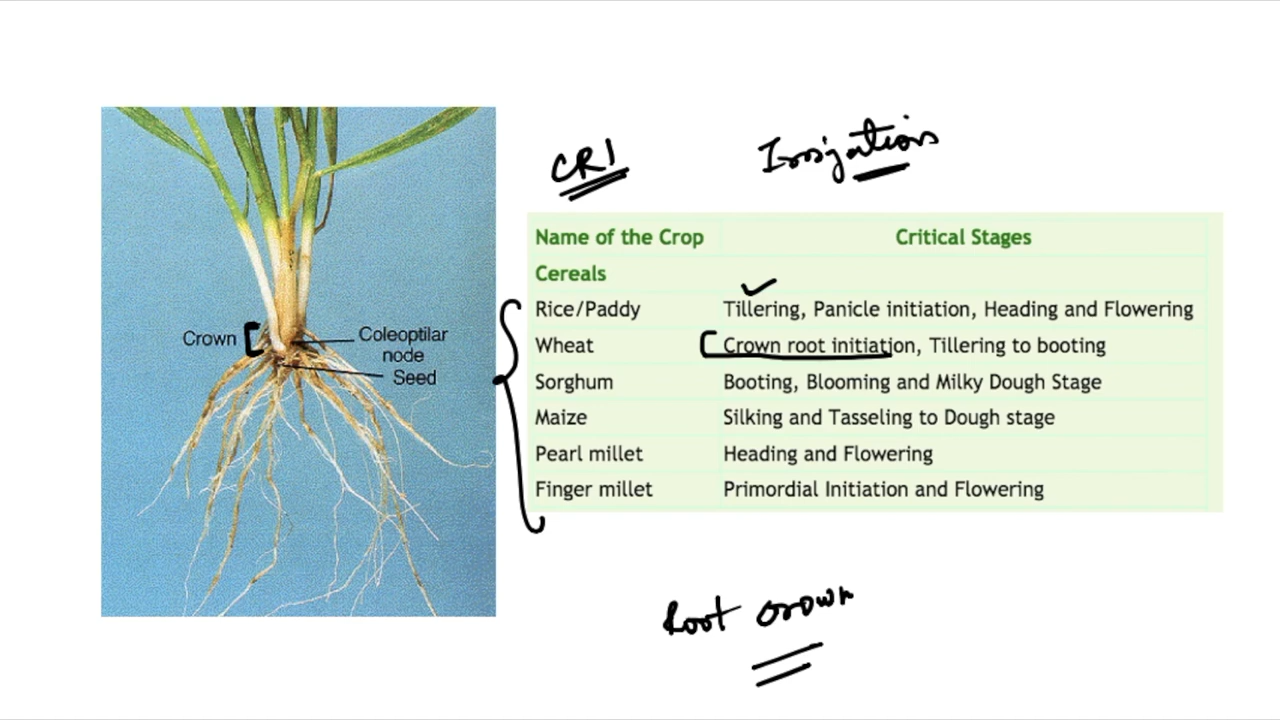 CRI
Irrigations
Name of the Crop Critical Stages
Cereals
Rice/Paddy Tillering, Panicle initiation, Heading and Flowering
Wheat Crown root initiation, Tillering to booting
Sorghum Booting, Blooming and Milky Dough Stage
Maize Silking and Tasseling to Dough stage
Pearl millet Heading and Flowering
Finger millet Primordial Initiation and Flowering
Crown
Coleoptilar
node
Seed
Root crown